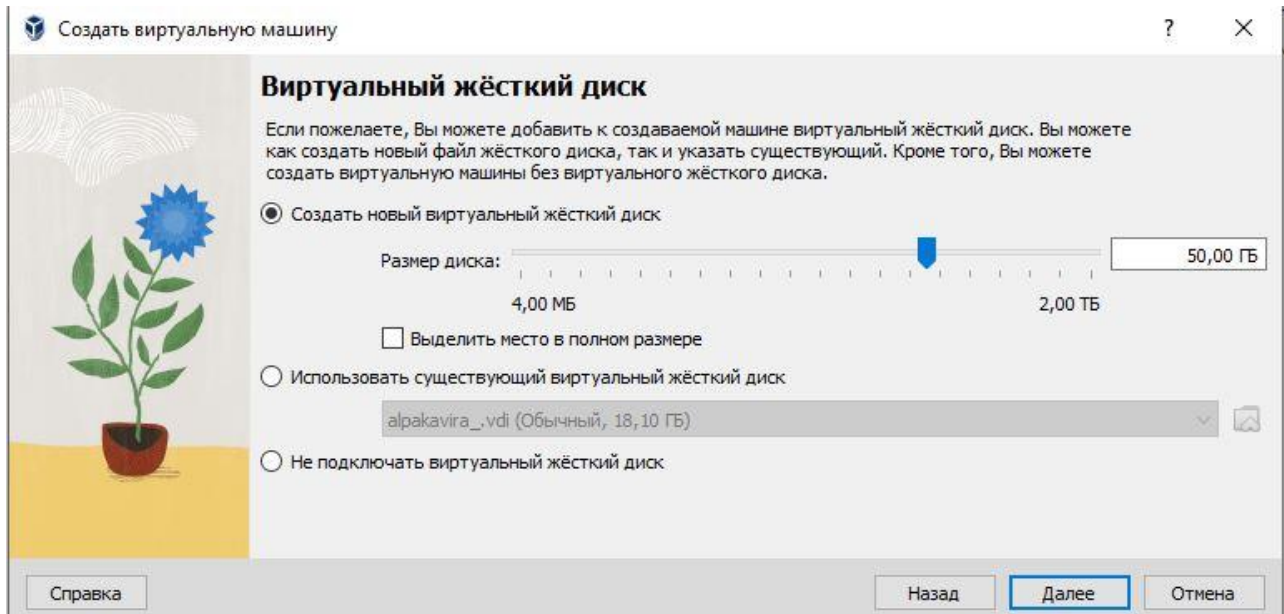 Создать виртуальную машину
?
Виртуальный жёсткий диск
Если пожелаете, Вы можете добавить к создаваемой машине виртуальный жёсткий диск. Вы можете
как создать новый файл жёсткого диска, так и указать существующий. Кроме того, Вы можете
создать виртуальную машины без виртуального жёсткого диска.
Создать новый виртуальный жёсткий диск
Размер диска: 50,00 ГБ
4,00 МБ 2,00 ТБ
Выделить место в полном размере
Использовать существующий виртуальный жёсткий диск
alpakavira_.vdi (Обычный, 18,10 ГБ)
Не подключать виртуальный жёсткий диск
Справка Назад Далее Отмена